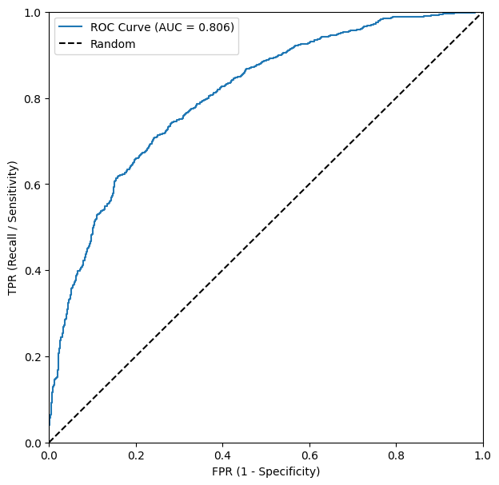 ROC Curve (AUC = 0.806)
Random
1.0
0.8
0.6
0.4
0.2
0.0
TPR (Recall / Sensitivity)
0.0 0.2 0.4 0.6 0.8 1.0
FPR (1 - Specificity)